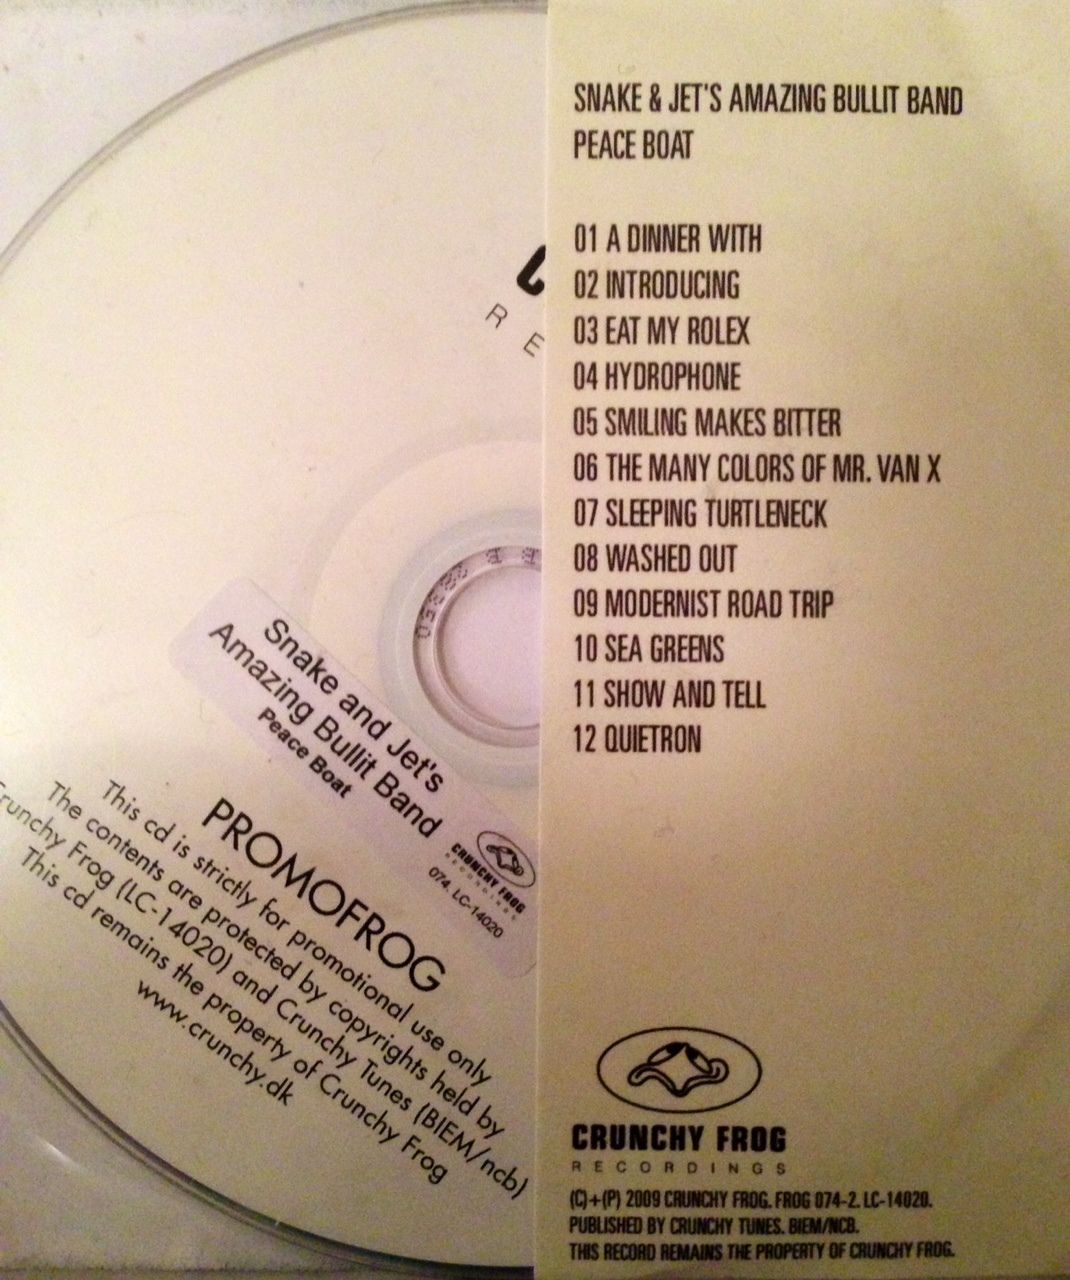 SNAKE & JET'S AMAZING BULLIT BAND
PEACE BOAT
01 A DINNER WITH
02 INTRODUCING
03 EAT MY ROLEX
04 HYDROPHONE
05 SMILING MAKES BITTER
06 THE MANY COLORS OF MR. VAN X
07 SLEEPING TURTLENECK
08 WASHED OUT
09 MODERNIST ROAD TRIP
10 SEA GREENS
11 SHOW AND TELL
12 QUIETRON
CRUNCHY FROG
RECORDINGS
(C)+(P) 2009 CRUNCHY FROG. FROG 074-2. LC-14020.
PUBLISHED BY CRUNCHY TUNES. BIEM/NCB.
THIS RECORD REMAINS THE PROPERTY OF CRUNCHY FROG.
R E
Snake and Jet's
Amazing Bullit Band
Peace Boat
CRUNCHY FROG
RECORDINGS
074. LC-14020
PROMOFROG
This cd is strictly for promotional use only
The contents are protected by copyrights held by
Crunchy Frog (LC-14020) and Crunchy Tunes (BIEM/ncb)
This cd remains the property of Crunchy Frog
www.crunchy.dk